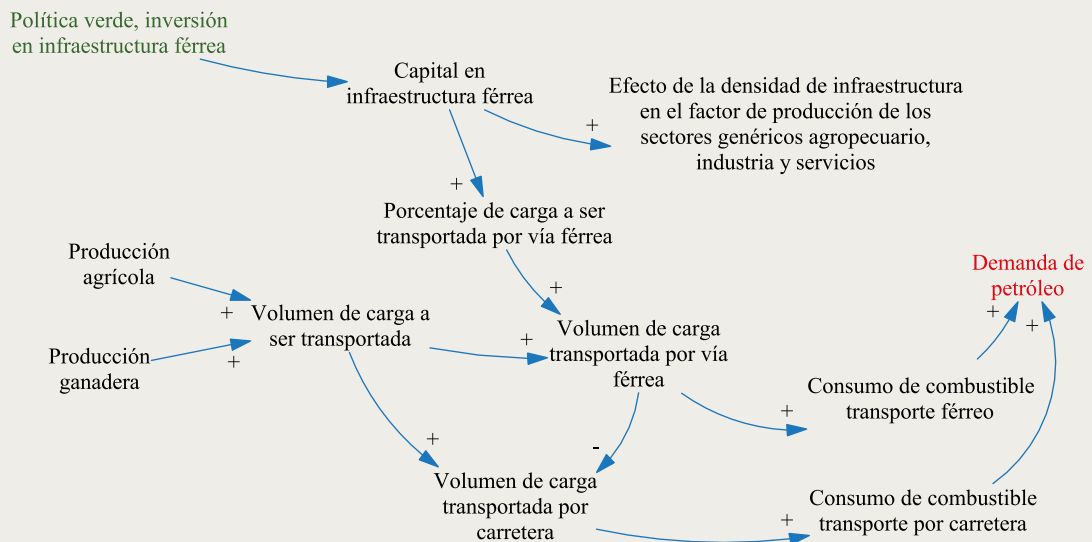 Política verde, inversión
en infraestructura férrea
Capital en
infraestructura férrea
Efecto de la densidad de infraestructura
en el factor de producción de los
sectores genéricos agropecuario,
industria y servicios
+
+
Porcentaje de carga a ser
transportada por vía férrea
Producción
agrícola
+
Producción
ganadera
+
Volumen de carga a
ser transportada
+
+
Volumen de carga
transportada por vía
férrea
Demanda de
petróleo
+
+
Consumo de combustible
transporte férreo
+
+
-
Volumen de carga
transportada por
carretera
+
Consumo de combustible
transporte por carretera